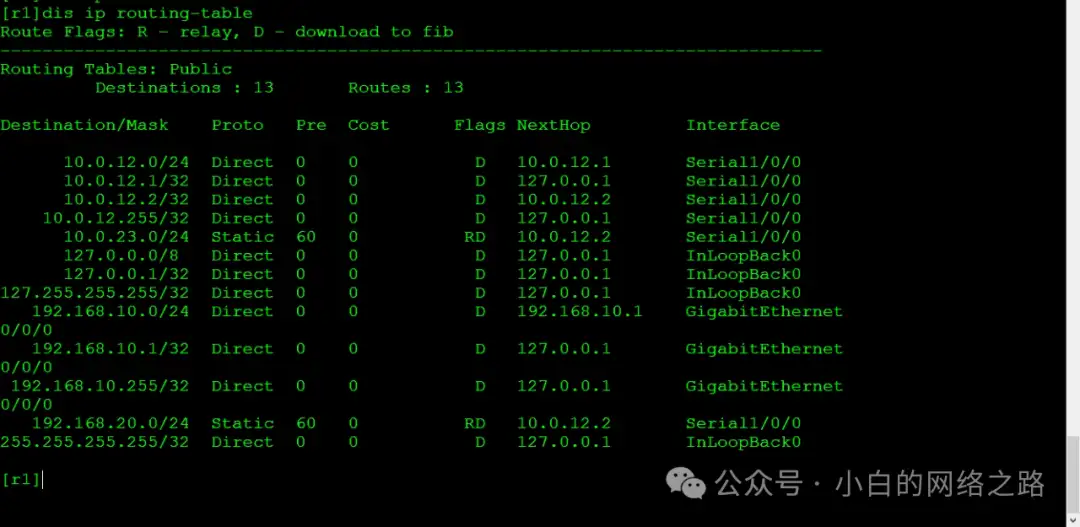 [r1]dis ip routing-table
Route Flags: R - relay, D - download to fib
------------------------------------------------------------------------------
Routing Tables: Public
         Destinations : 13       Routes : 13
Destination/Mask    Proto   Pre  Cost      Flags NextHop         Interface
      10.0.12.0/24  Direct  0    0           D   10.0.12.1       Serial1/0/0
      10.0.12.1/32  Direct  0    0           D   127.0.0.1       Serial1/0/0
      10.0.12.2/32  Direct  0    0           D   10.0.12.2       Serial1/0/0
    10.0.12.255/32  Direct  0    0           D   127.0.0.1       Serial1/0/0
      10.0.23.0/24  Static  60   0          RD   10.0.12.2       Serial1/0/0
      127.0.0.0/8   Direct  0    0           D   127.0.0.1       InLoopBack0
      127.0.0.1/32  Direct  0    0           D   127.0.0.1       InLoopBack0
127.255.255.255/32  Direct  0    0           D   127.0.0.1       InLoopBack0
   192.168.10.0/24  Direct  0    0           D   192.168.10.1    GigabitEthernet
0/0/0
   192.168.10.1/32  Direct  0    0           D   127.0.0.1       GigabitEthernet
0/0/0
 192.168.10.255/32  Direct  0    0           D   127.0.0.1       GigabitEthernet
0/0/0
   192.168.20.0/24  Static  60   0          RD   10.0.12.2       Serial1/0/0
255.255.255.255/32  Direct  0    0           D   127.0.0.1       InLoopBack0
[r1]
公众号 · 小白的网络之路